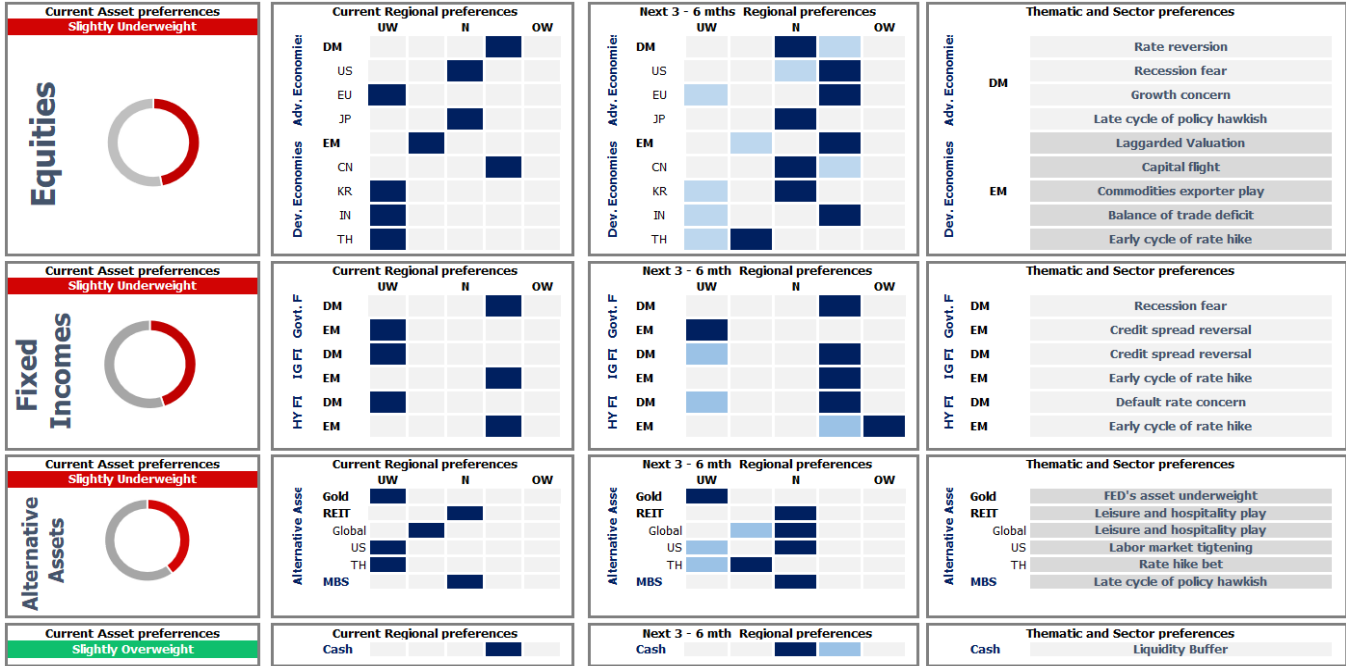 Current Asset preferrences
Slightly Underweight
Equities
Current Regional preferences
UW N OW
Adv. Economies
Dev. Economies
DM
US
EU
JP
EM
CN
KR
IN
TH
Next 3 - 6 mths Regional preferences
UW N OW
Adv. Economies
Dev. Economies
DM
US
EU
JP
EM
CN
KR
IN
TH
Thematic and Sector preferences
Adv. Economies
Dev. Economies
DM
Rate reversion
Recession fear
Growth concern
Late cycle of policy hawkish
EM
Laggarded Valuation
Capital flight
Commodities exporter play
Balance of trade deficit
Early cycle of rate hike
Current Asset preferrences
Slightly Underweight
Fixed
Incomes
Current Regional preferences
UW N OW
Govt. F
IG FI
HY FI
DM
EM
DM
EM
DM
EM
Next 3 - 6 mth Regional preferences
UW N OW
Govt. F
IG FI
HY FI
DM
EM
DM
EM
DM
EM
Thematic and Sector preferences
Govt. F
IG FI
HY FI
DM Recession fear
EM Credit spread reversal
DM Credit spread reversal
EM Early cycle of rate hike
DM Default rate concern
EM Early cycle of rate hike
Current Asset preferrences
Slightly Underweight
Alternative
Assets
Current Regional preferences
UW N OW
Alternative Asse
Gold
REIT
Global
US
TH
MBS
Next 3 - 6 mth Regional preferences
UW N OW
Alternative Asse
Gold
REIT
Global
US
TH
MBS
Thematic and Sector preferences
Alternative Asse
Gold FED's asset underweight
REIT Leisure and hospitality play
Global Leisure and hospitality play
US Labor market tigtening
TH Rate hike bet
MBS Late cycle of policy hawkish
Current Asset preferrences
Slightly Overweight
Current Regional preferences
Cash
Next 3 - 6 mth Regional preferences
Cash
Thematic and Sector preferences
Cash Liquidity Buffer